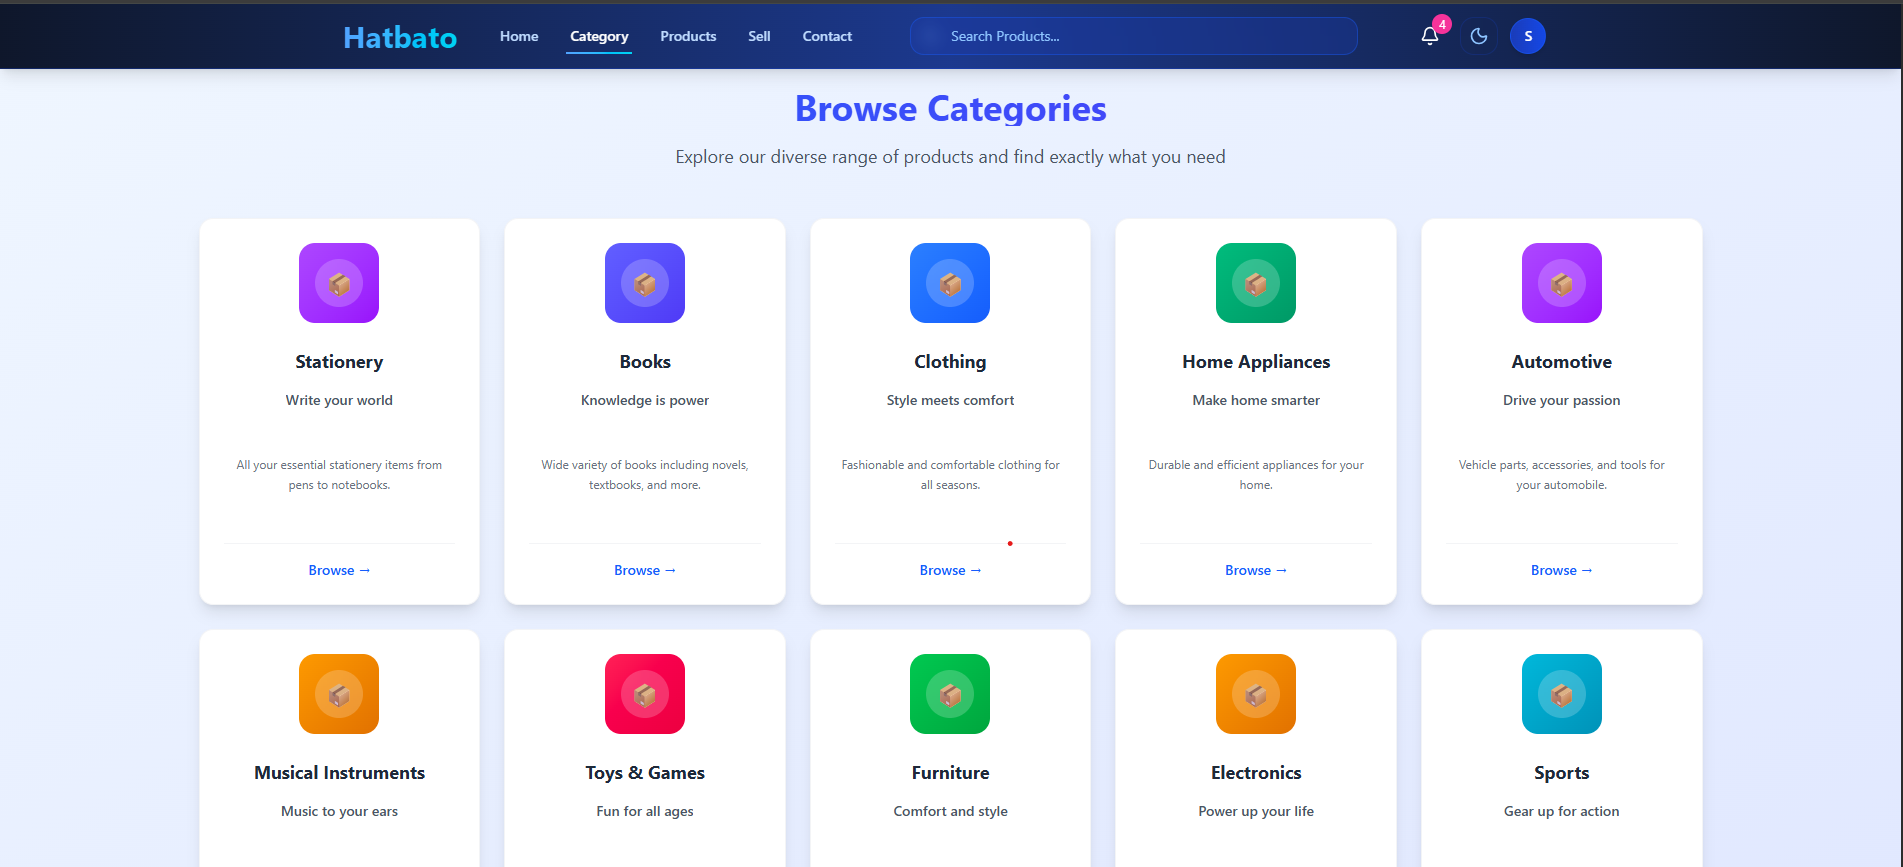 Hatbato
Home
Category
Products
Sell
Contact
Search Products...
4
S
Browse Categories
Explore our diverse range of products and find exactly what you need
Stationery
Write your world
All your essential stationery items from
pens to notebooks.
Browse →
Books
Knowledge is power
Wide variety of books including novels,
textbooks, and more.
Browse →
Clothing
Style meets comfort
Fashionable and comfortable clothing for
all seasons.
Browse →
Home Appliances
Make home smarter
Durable and efficient appliances for your
home.
Browse →
Automotive
Drive your passion
Vehicle parts, accessories, and tools for
your automobile.
Browse →
Musical Instruments
Music to your ears
Toys & Games
Fun for all ages
Furniture
Comfort and style
Electronics
Power up your life
Sports
Gear up for action